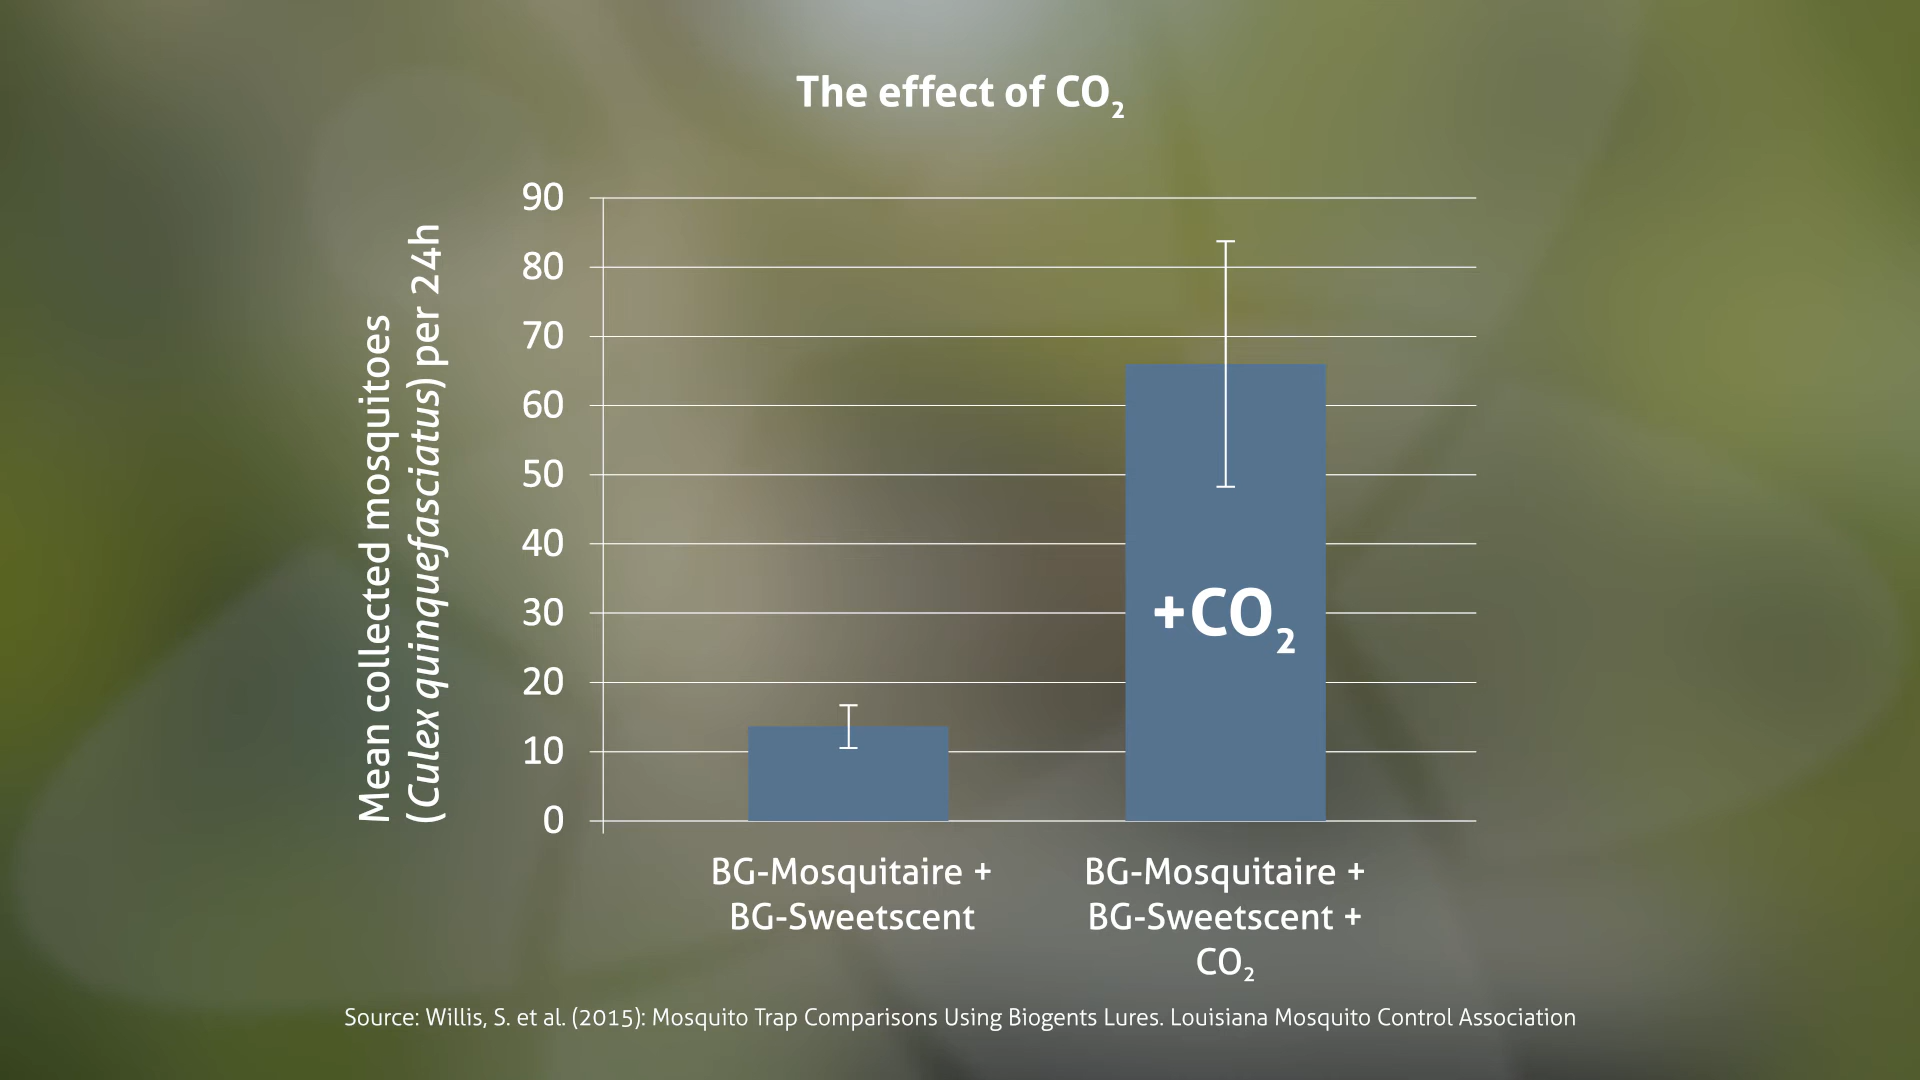 The effect of CO₂
Mean collected mosquitoes
(Culex quinquefasciatus) per 24h
90
80
70
60
50
40
30
20
10
0
+CO₂
BG-Mosquitaire +
BG-Sweetscent
BG-Mosquitaire +
BG-Sweetscent +
CO₂
Source: Willis, S. et al. (2015): Mosquito Trap Comparisons Using Biogents Lures. Louisiana Mosquito Control Association